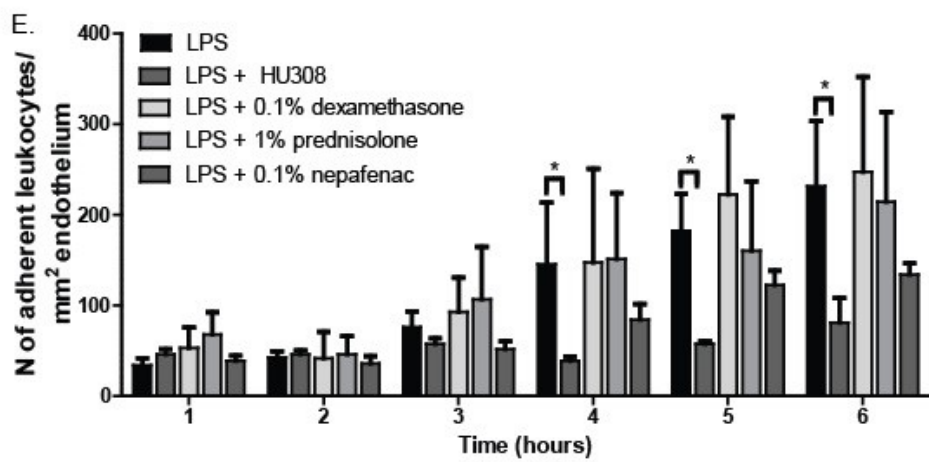 E.
N of adherent leukocytes/
mm² endothelium
400
300
200
100
0
LPS
LPS + HU308
LPS + 0.1% dexamethasone
LPS + 1% prednisolone
LPS + 0.1% nepafenac
*
*
*
1 2 3 4 5 6
Time (hours)